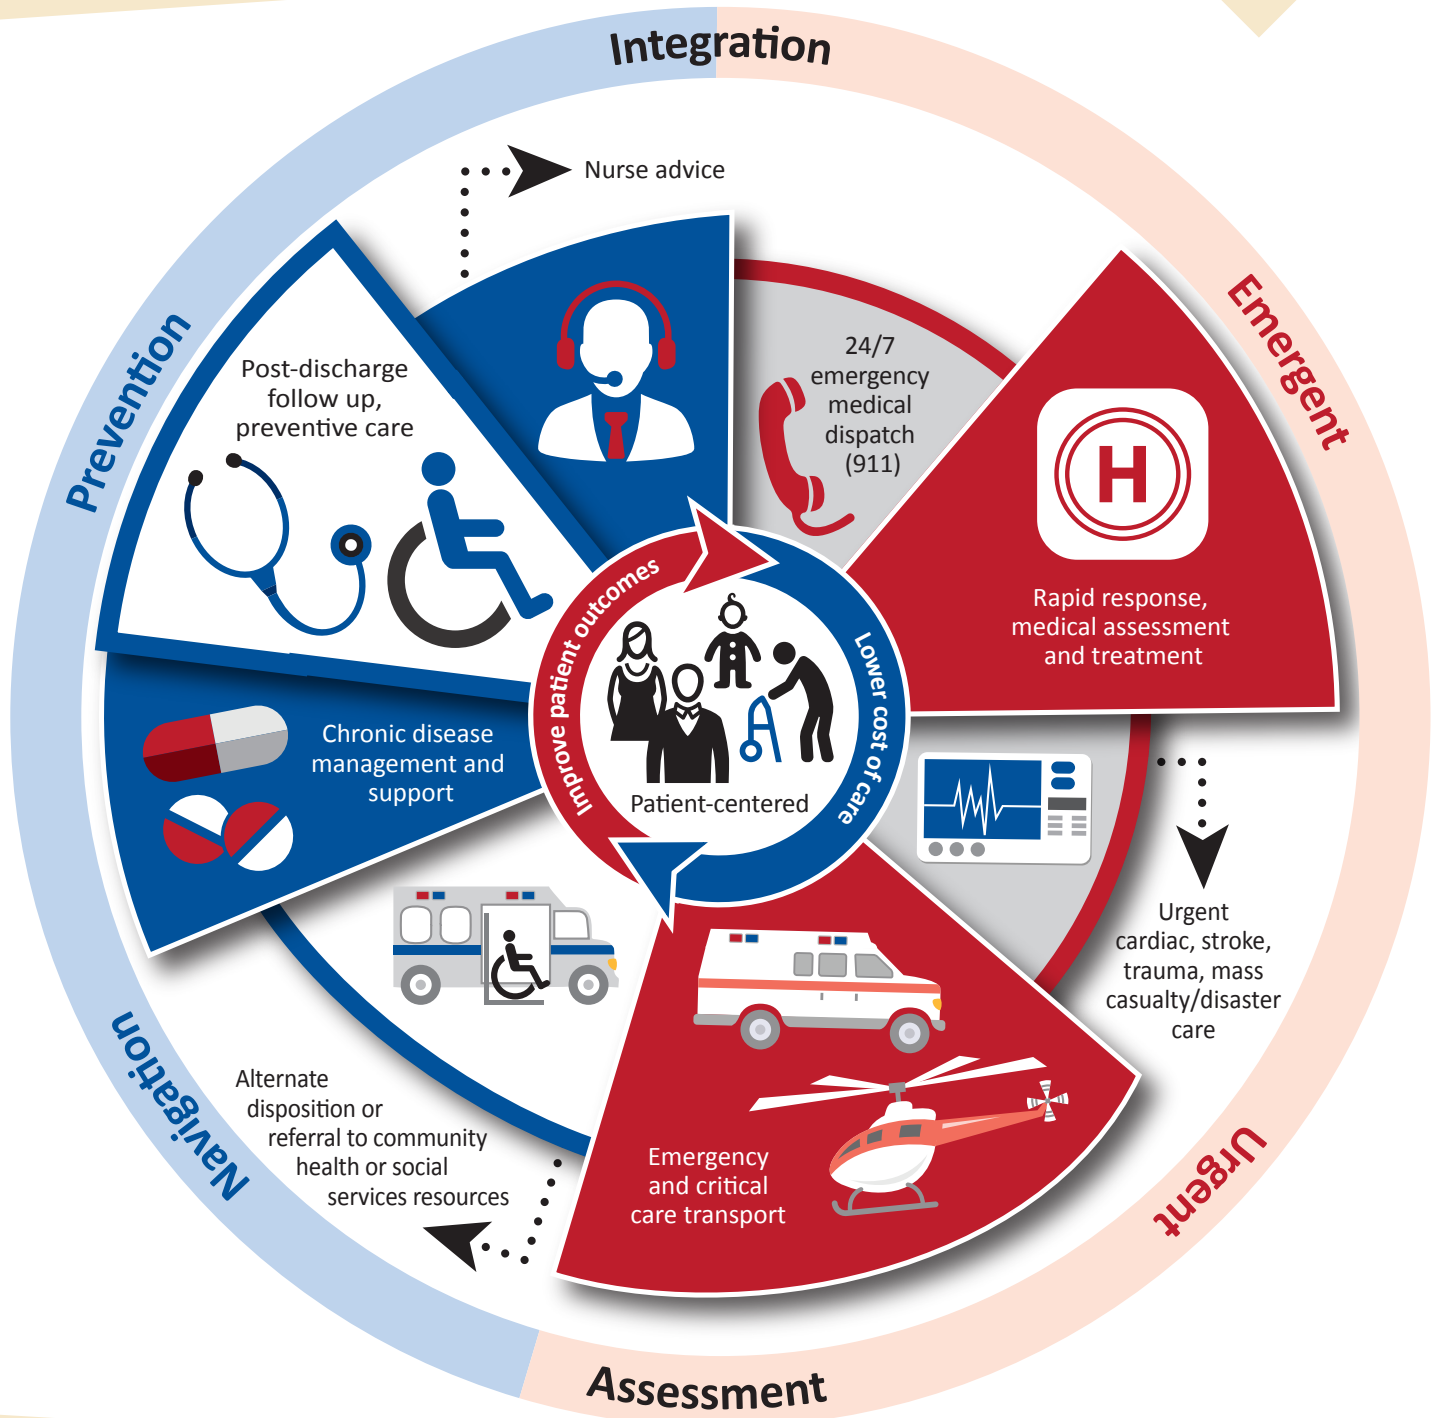 Integration
Nurse advice
Prevention
Emergent
Post-discharge
follow up,
preventive care
24/7
emergency
medical
dispatch
(911)
H
Rapid response,
medical assessment
and treatment
Improve patient outcomes
Lower cost of care
Patient-centered
Chronic disease
management and
support
Urgent
cardiac, stroke,
trauma, mass
casualty/disaster
care
Navigation
Alternate
disposition or
referral to community
health or social
services resources
Emergency
and critical
care transport
Urgent
Assessment